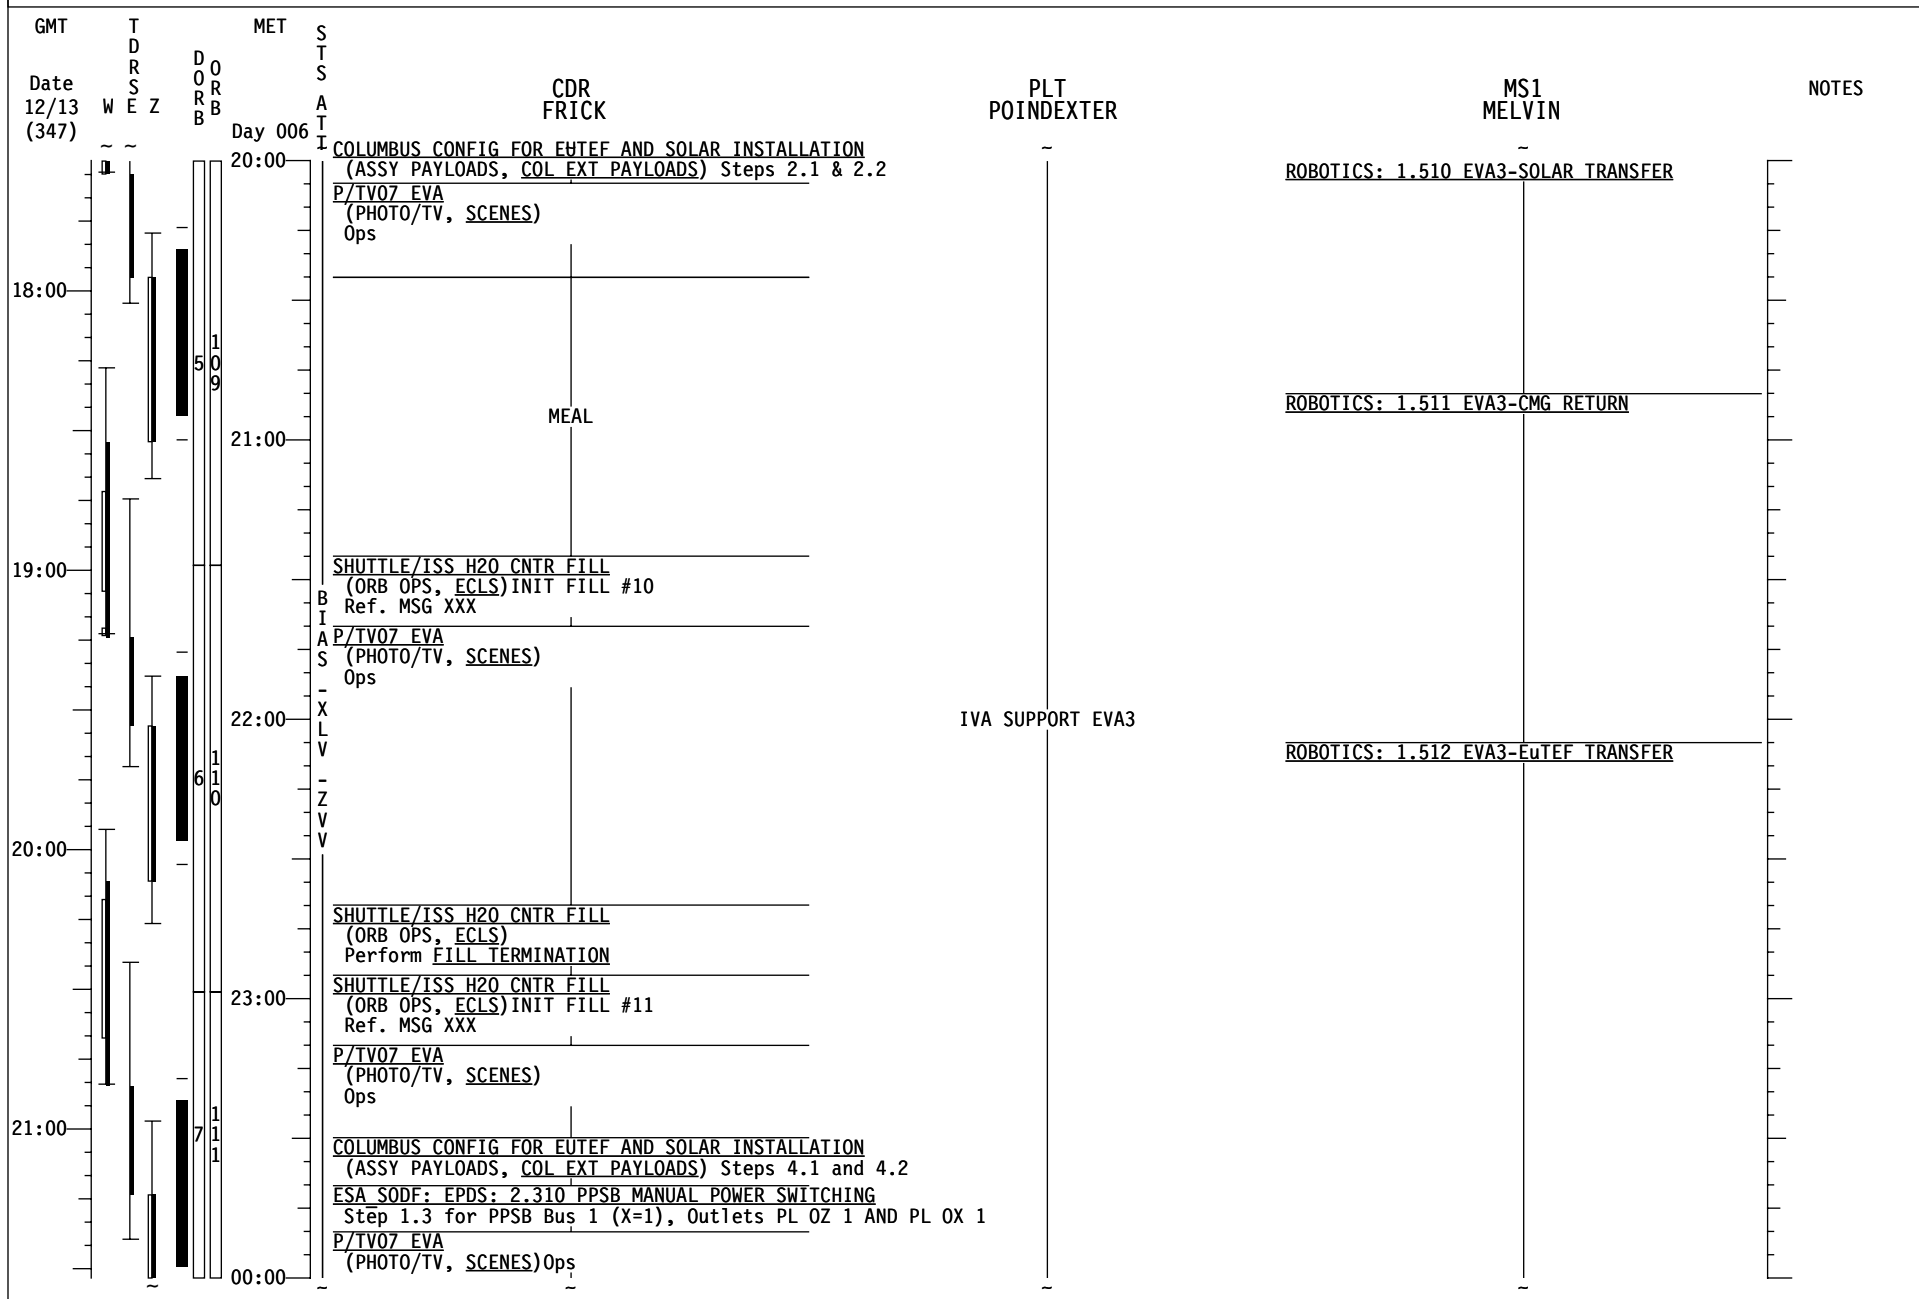 GMT
TDRS
MET
STS ATT
DORB
ORB
Date
12/13
(347)
W E Z
Day 006
CDR
FRICK
PLT
POINDEXTER
MS1
MELVIN
NOTES
~ ~ ~ ~ ~
20:00
COLUMBUS CONFIG FOR EUTEF AND SOLAR INSTALLATION
(ASSY PAYLOADS, COL EXT PAYLOADS) Steps 2.1 & 2.2
ROBOTICS: 1.510 EVA3-SOLAR TRANSFER
P/TV07 EVA
(PHOTO/TV, SCENES)
Ops
18:00
5
109
MEAL
ROBOTICS: 1.511 EVA3-CMG RETURN
21:00
19:00
SHUTTLE/ISS H2O CNTR FILL
(ORB OPS, ECLS)INIT FILL #10
Ref. MSG XXX
BIAS -XLV -ZVV
P/TV07 EVA
(PHOTO/TV, SCENES)
Ops
22:00
IVA SUPPORT EVA3
ROBOTICS: 1.512 EVA3-EuTEF TRANSFER
6
110
20:00
SHUTTLE/ISS H2O CNTR FILL
(ORB OPS, ECLS)
Perform FILL TERMINATION
SHUTTLE/ISS H2O CNTR FILL
23:00
(ORB OPS, ECLS)INIT FILL #11
Ref. MSG XXX
P/TV07 EVA
(PHOTO/TV, SCENES)
Ops
21:00
7
111
COLUMBUS CONFIG FOR EUTEF AND SOLAR INSTALLATION
(ASSY PAYLOADS, COL EXT PAYLOADS) Steps 4.1 and 4.2
ESA SODF: EPDS: 2.310 PPSB MANUAL POWER SWITCHING
Step 1.3 for PPSB Bus 1 (X=1), Outlets PL OZ 1 AND PL OX 1
P/TV07 EVA
(PHOTO/TV, SCENES)Ops
00:00
~ ~ ~ ~ ~